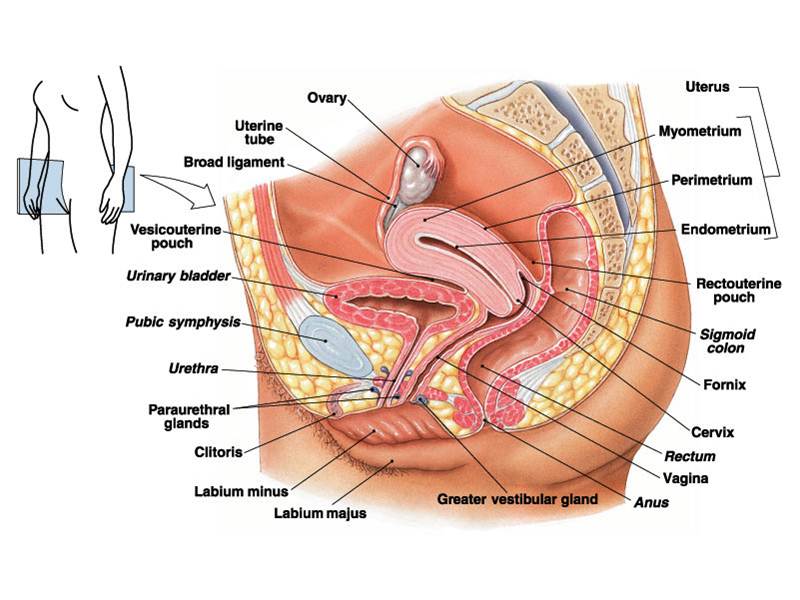 Ovary
Uterine
tube
Broad ligament
Vesicouterine
pouch
Urinary bladder
Pubic symphysis
Urethra
Paraurethral
glands
Clitoris
Labium minus
Labium majus
Uterus
Myometrium
Perimetrium
Endometrium
Rectouterine
pouch
Sigmoid
colon
Fornix
Cervix
Rectum
Vagina
Anus
Greater vestibular gland